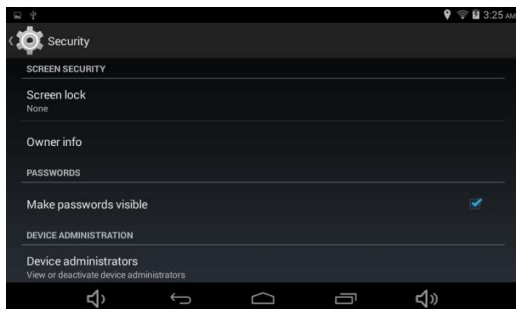 3:25 AM
Security
SCREEN SECURITY
Screen lock
None
Owner info
PASSWORDS
Make passwords visible
DEVICE ADMINISTRATION
Device administrators
View or deactivate device administrators